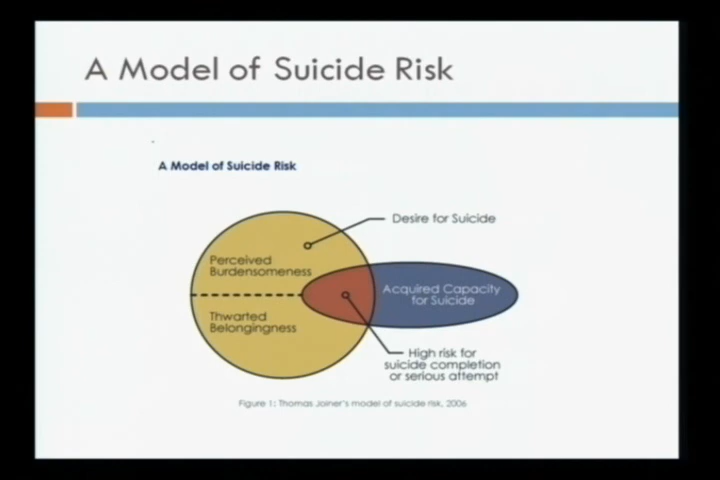 A Model of Suicide Risk
A Model of Suicide Risk
Desire for Suicide
Perceived
Burdensomeness
Acquired Capacity
for Suicide
Thwarted
Belongingness
High risk for
suicide completion
or serious attempt
Figure 1: Thomas Joiner's model of suicide risk, 2006